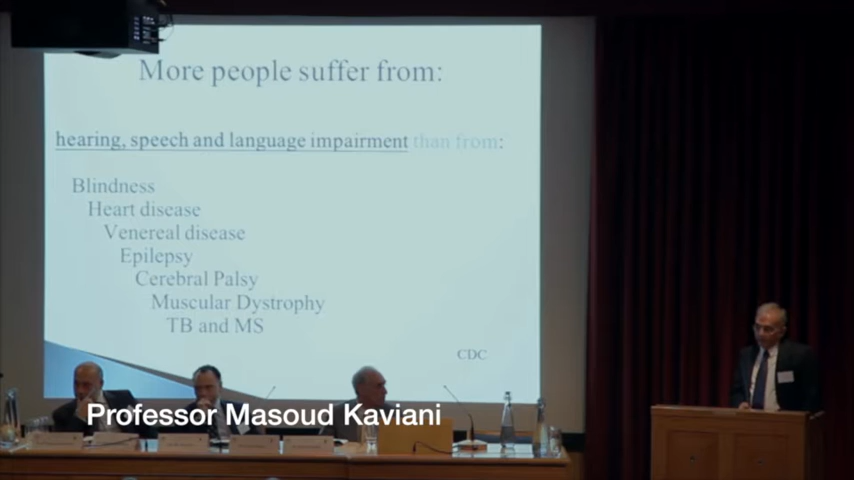 More people suffer from:
hearing, speech and language impairment than from:
Blindness
Heart disease
Venereal disease
Epilepsy
Cerebral Palsy
Muscular Dystrophy
TB and MS
CDC
Professor Masoud Kaviani